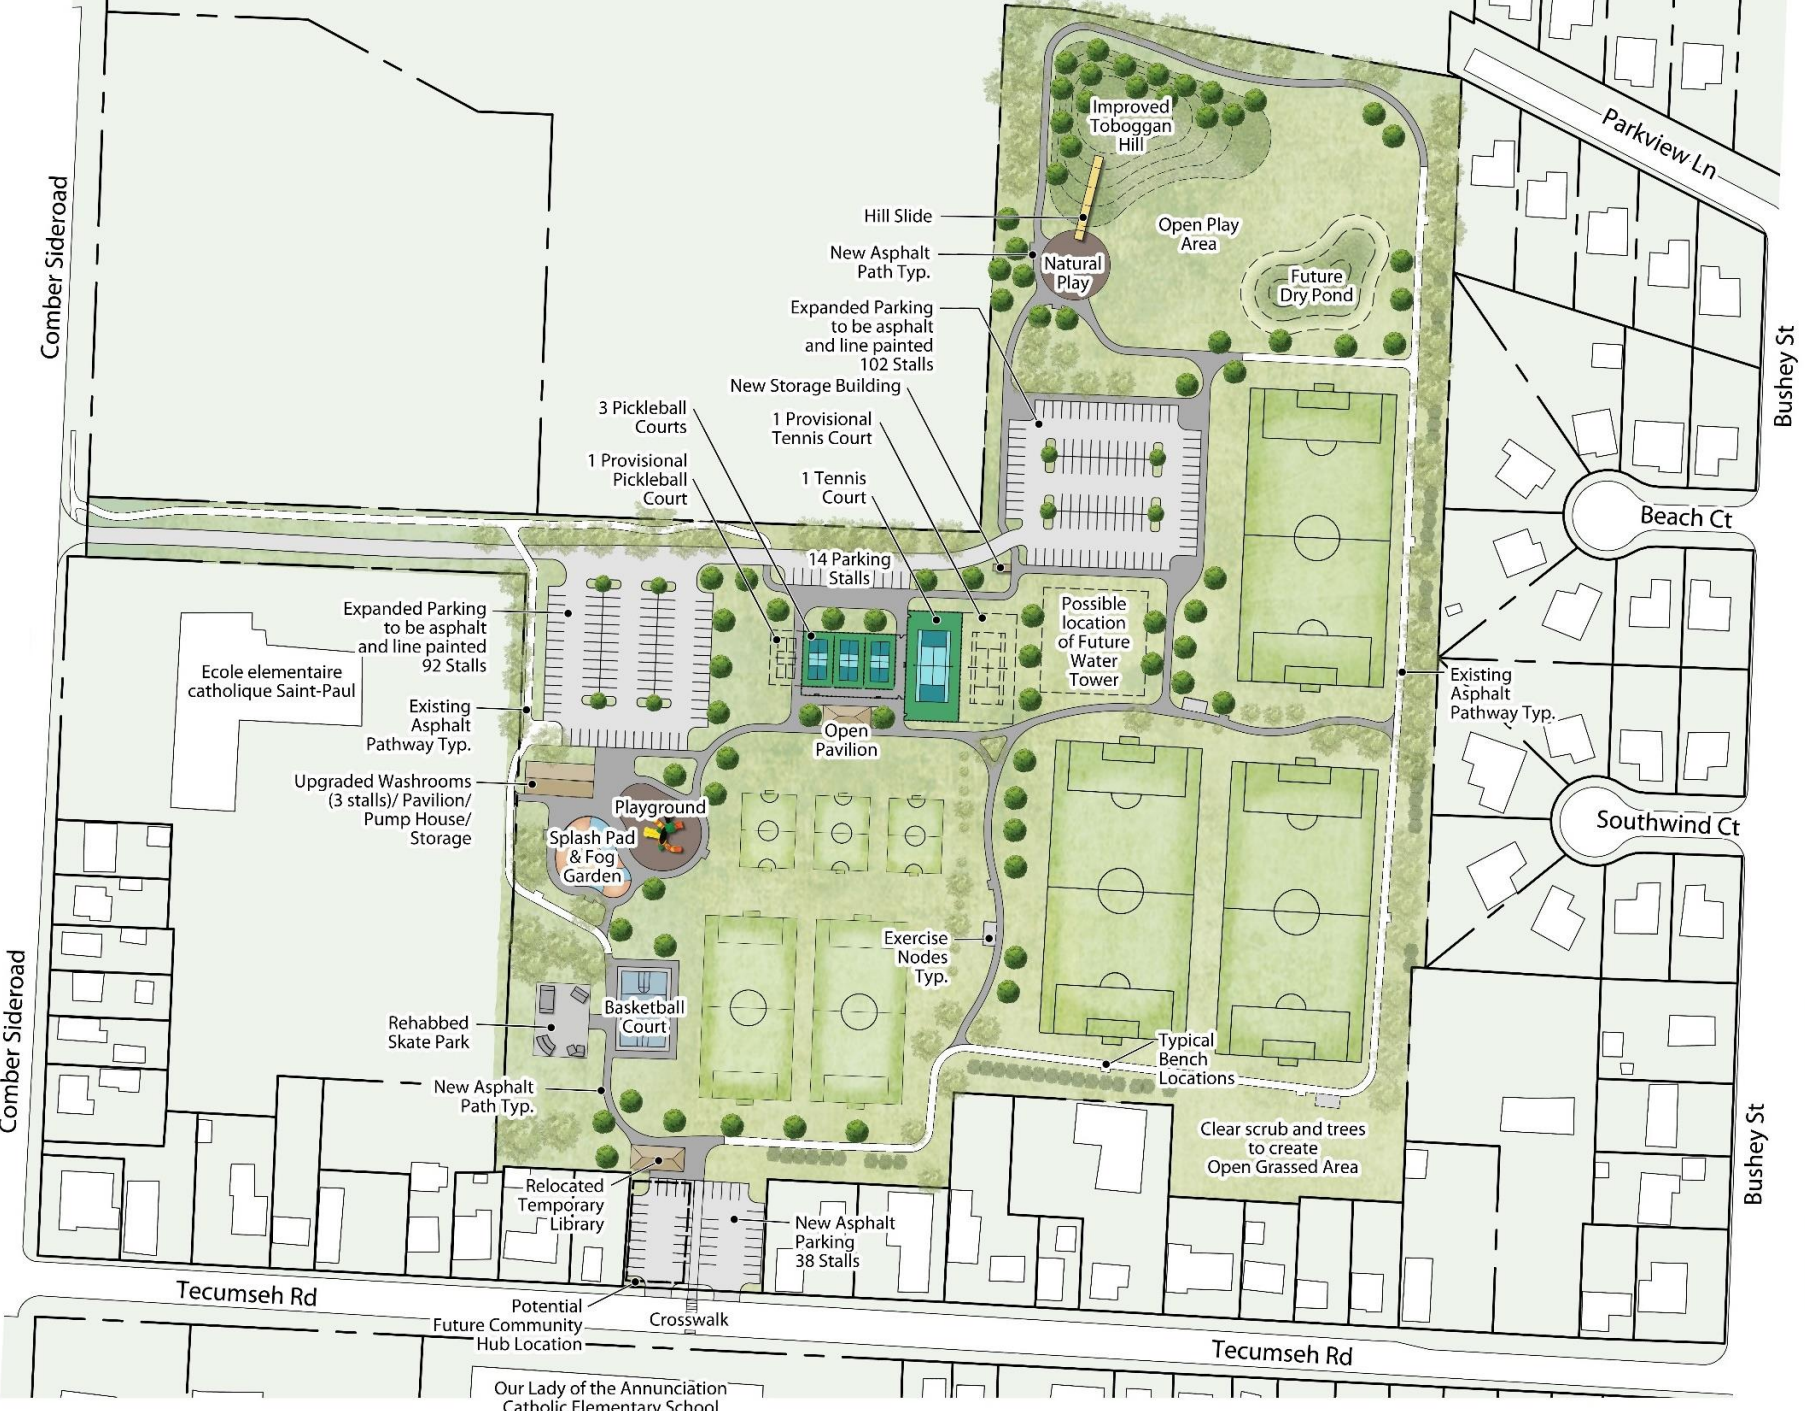 Improved
Toboggan
Hill
Parkview Ln
Comber Sideroad
Hill Slide
Open Play
Area
New Asphalt
Path Typ.
Natural
Play
Future
Dry Pond
Expanded Parking
to be asphalt
and line painted
102 Stalls
Bushey St
New Storage Building
3 Pickleball
Courts
1 Provisional
Tennis Court
1 Provisional
Pickleball
Court
1 Tennis
Court
Beach Ct
14 Parking
Stalls
Expanded Parking
to be asphalt
and line painted
92 Stalls
Possible
location
of Future
Water
Tower
Ecole elementaire
catholique Saint-Paul
Existing
Asphalt
Pathway Typ.
Existing
Asphalt
Pathway Typ.
Open
Pavilion
Upgraded Washrooms
(3 stalls)/ Pavilion/
Pump House/
Storage
Playground
Splash Pad
& Fog
Garden
Southwind Ct
Exercise
Nodes
Typ.
Comber Sideroad
Basketball
Court
Rehabbed
Skate Park
Typical
Bench
Locations
New Asphalt
Path Typ.
Clear scrub and trees
to create
Open Grassed Area
Bushey St
Relocated
Temporary
Library
New Asphalt
Parking
38 Stalls
Tecumseh Rd
Potential
Future Community
Hub Location
Crosswalk
Tecumseh Rd
Our Lady of the Annunciation
Catholic Elementary School